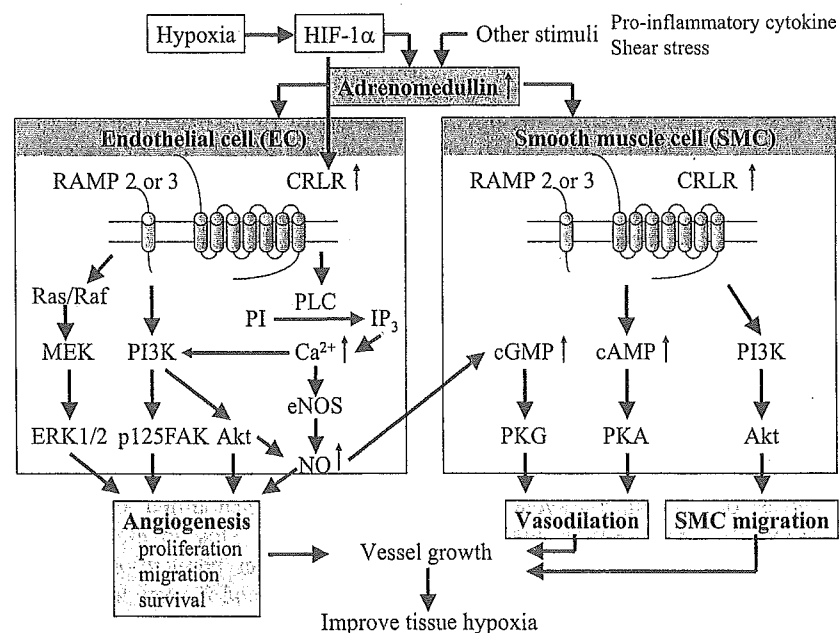 Hypoxia
HIF-1α
Other stimuli
Pro-inflammatory cytokine
Shear stress
Adrenomedullin ↑
Endothelial cell (EC)
RAMP 2 or 3
CRLR ↑
Ras/Raf
PLC
PI
IP3
MEK
PI3K
Ca2+ ↑
eNOS
ERK1/2
p125FAK
Akt
NO ↑
Smooth muscle cell (SMC)
RAMP 2 or 3
CRLR ↑
cGMP ↑
cAMP ↑
PI3K
PKG
PKA
Akt
Angiogenesis
proliferation
migration
survival
Vasodilation
SMC migration
Vessel growth
Improve tissue hypoxia